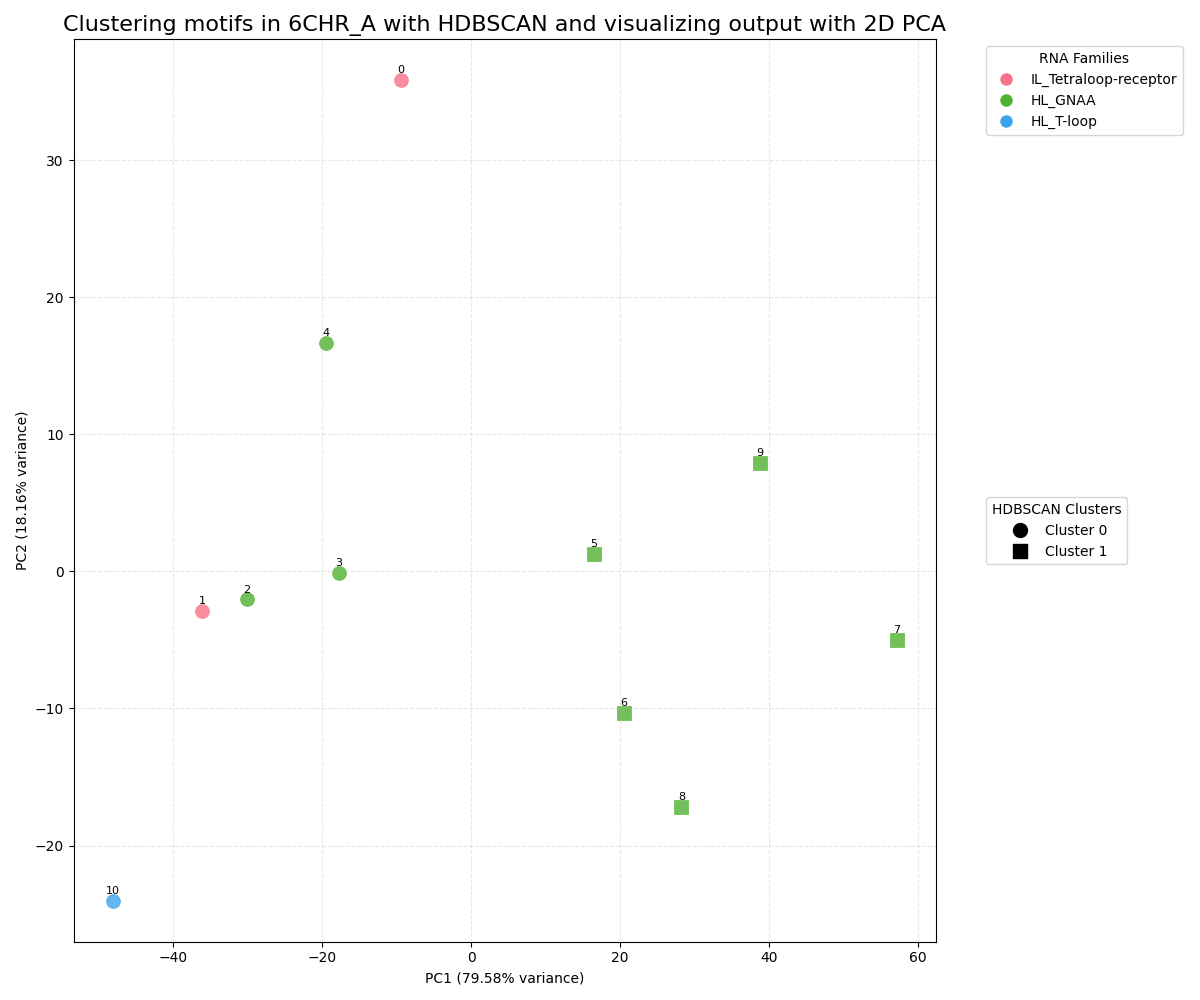 Clustering motifs in 6CHR_A with HDBSCAN and visualizing output with 2D PCA
RNA Families
IL_Tetraloop-receptor
HL_GNAA
HL_T-loop
HDBSCAN Clusters
Cluster 0
Cluster 1
0
4
9
5
3
2
1
7
6
8
10
PC2 (18.16% variance)
30
20
10
0
−10
−20
−40
−20
0
20
40
60
PC1 (79.58% variance)